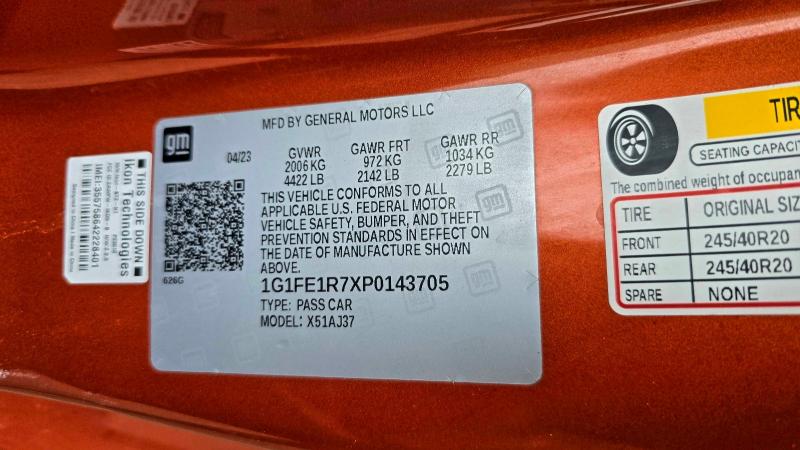 THIS SIDE DOWN
ikon Technologies
IMEI:355758642228401
gm
MFD BY GENERAL MOTORS LLC
04/23
GVWR GAWR FRT GAWR RR
2006 KG 972 KG 1034 KG
4422 LB 2142 LB 2279 LB
THIS VEHICLE CONFORMS TO ALL
APPLICABLE U.S. FEDERAL MOTOR
VEHICLE SAFETY, BUMPER, AND THEFT
PREVENTION STANDARDS IN EFFECT ON
THE DATE OF MANUFACTURE SHOWN
ABOVE.
626G
1G1FE1R7XP0143705
TYPE: PASS CAR
MODEL: X51AJ37
TIR
SEATING CAPACIT
The combined weight of occupan
TIRE ORIGINAL SIZ
FRONT 245/40R20
REAR 245/40R20
SPARE NONE